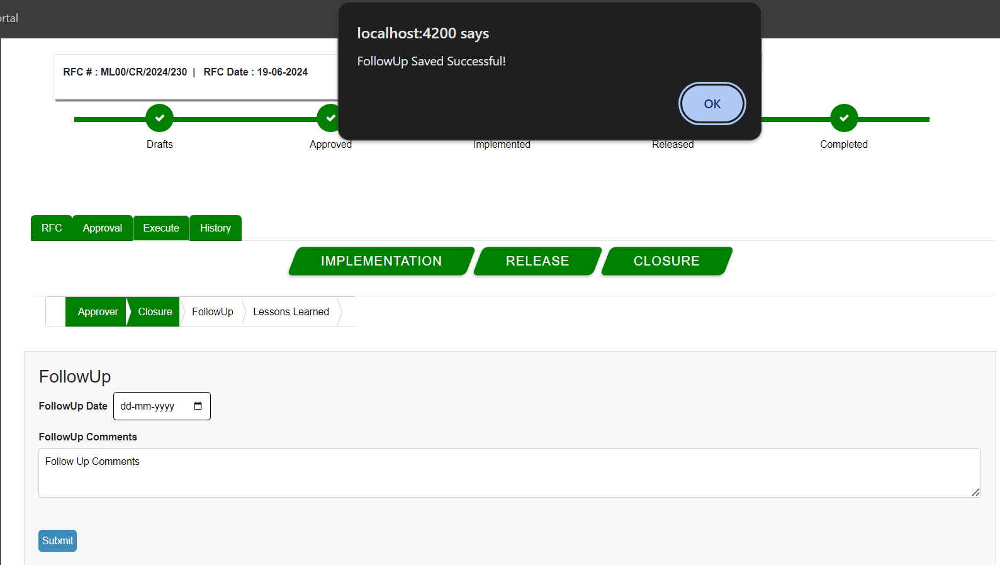 ortal
localhost:4200 says
FollowUp Saved Successful!
OK
RFC # : ML00/CR/2024/230 | RFC Date : 19-06-2024
Drafts
Approved
Implemented
Released
Completed
RFC
Approval
Execute
History
IMPLEMENTATION
RELEASE
CLOSURE
Approver
Closure
FollowUp
Lessons Learned
FollowUp
FollowUp Date dd-mm-yyyy
FollowUp Comments
Follow Up Comments
Submit